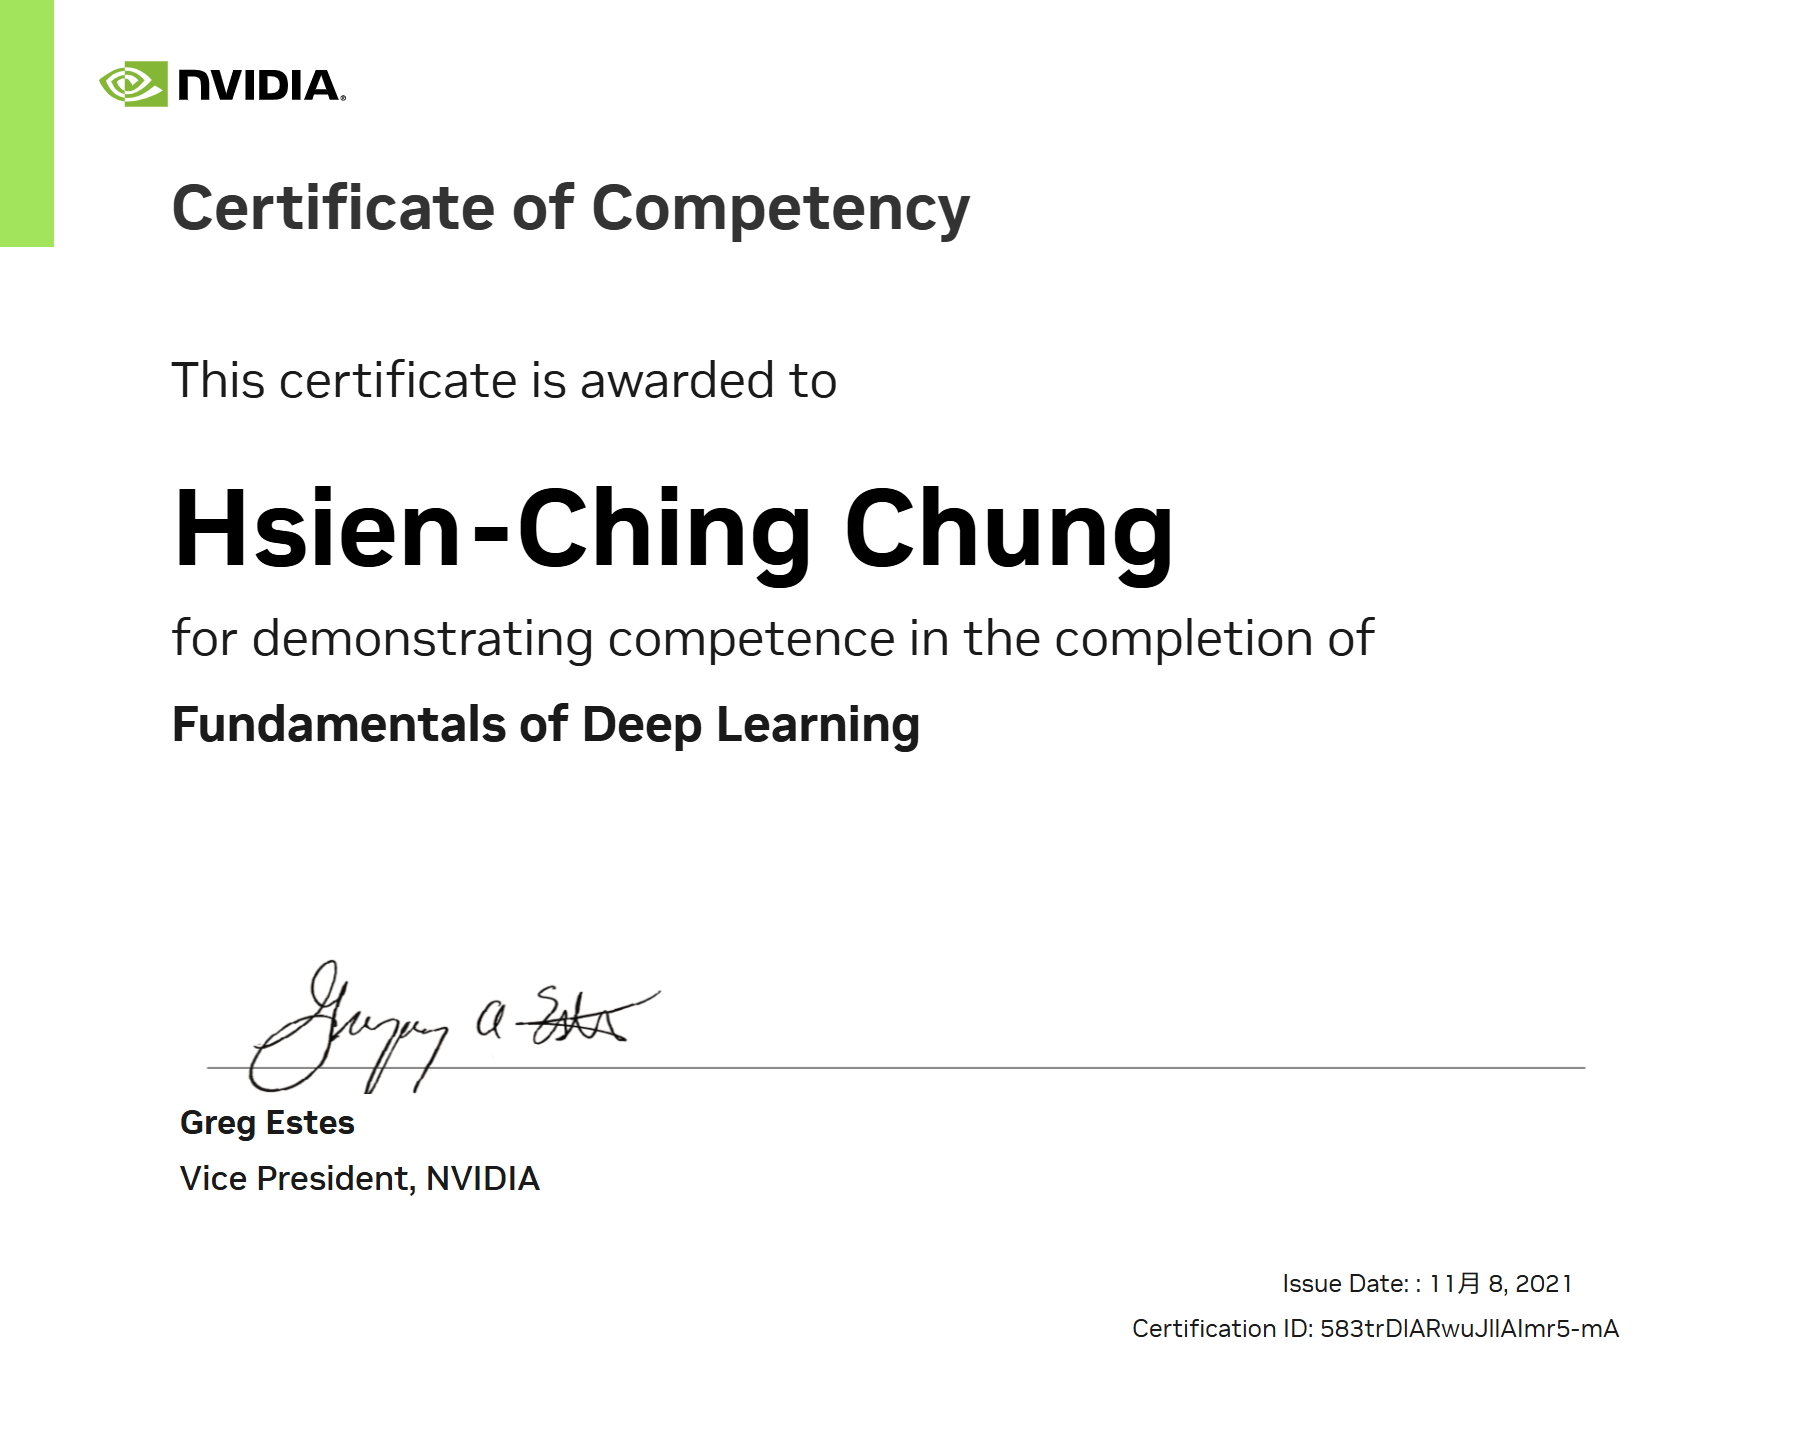 NVIDIA®
Certificate of Competency
This certificate is awarded to
Hsien-Ching Chung
for demonstrating competence in the completion of
Fundamentals of Deep Learning
Gregory A Estes
Greg Estes
Vice President, NVIDIA
Issue Date: : 11月 8, 2021
Certification ID: 583trDlARwuJllAImr5-mA